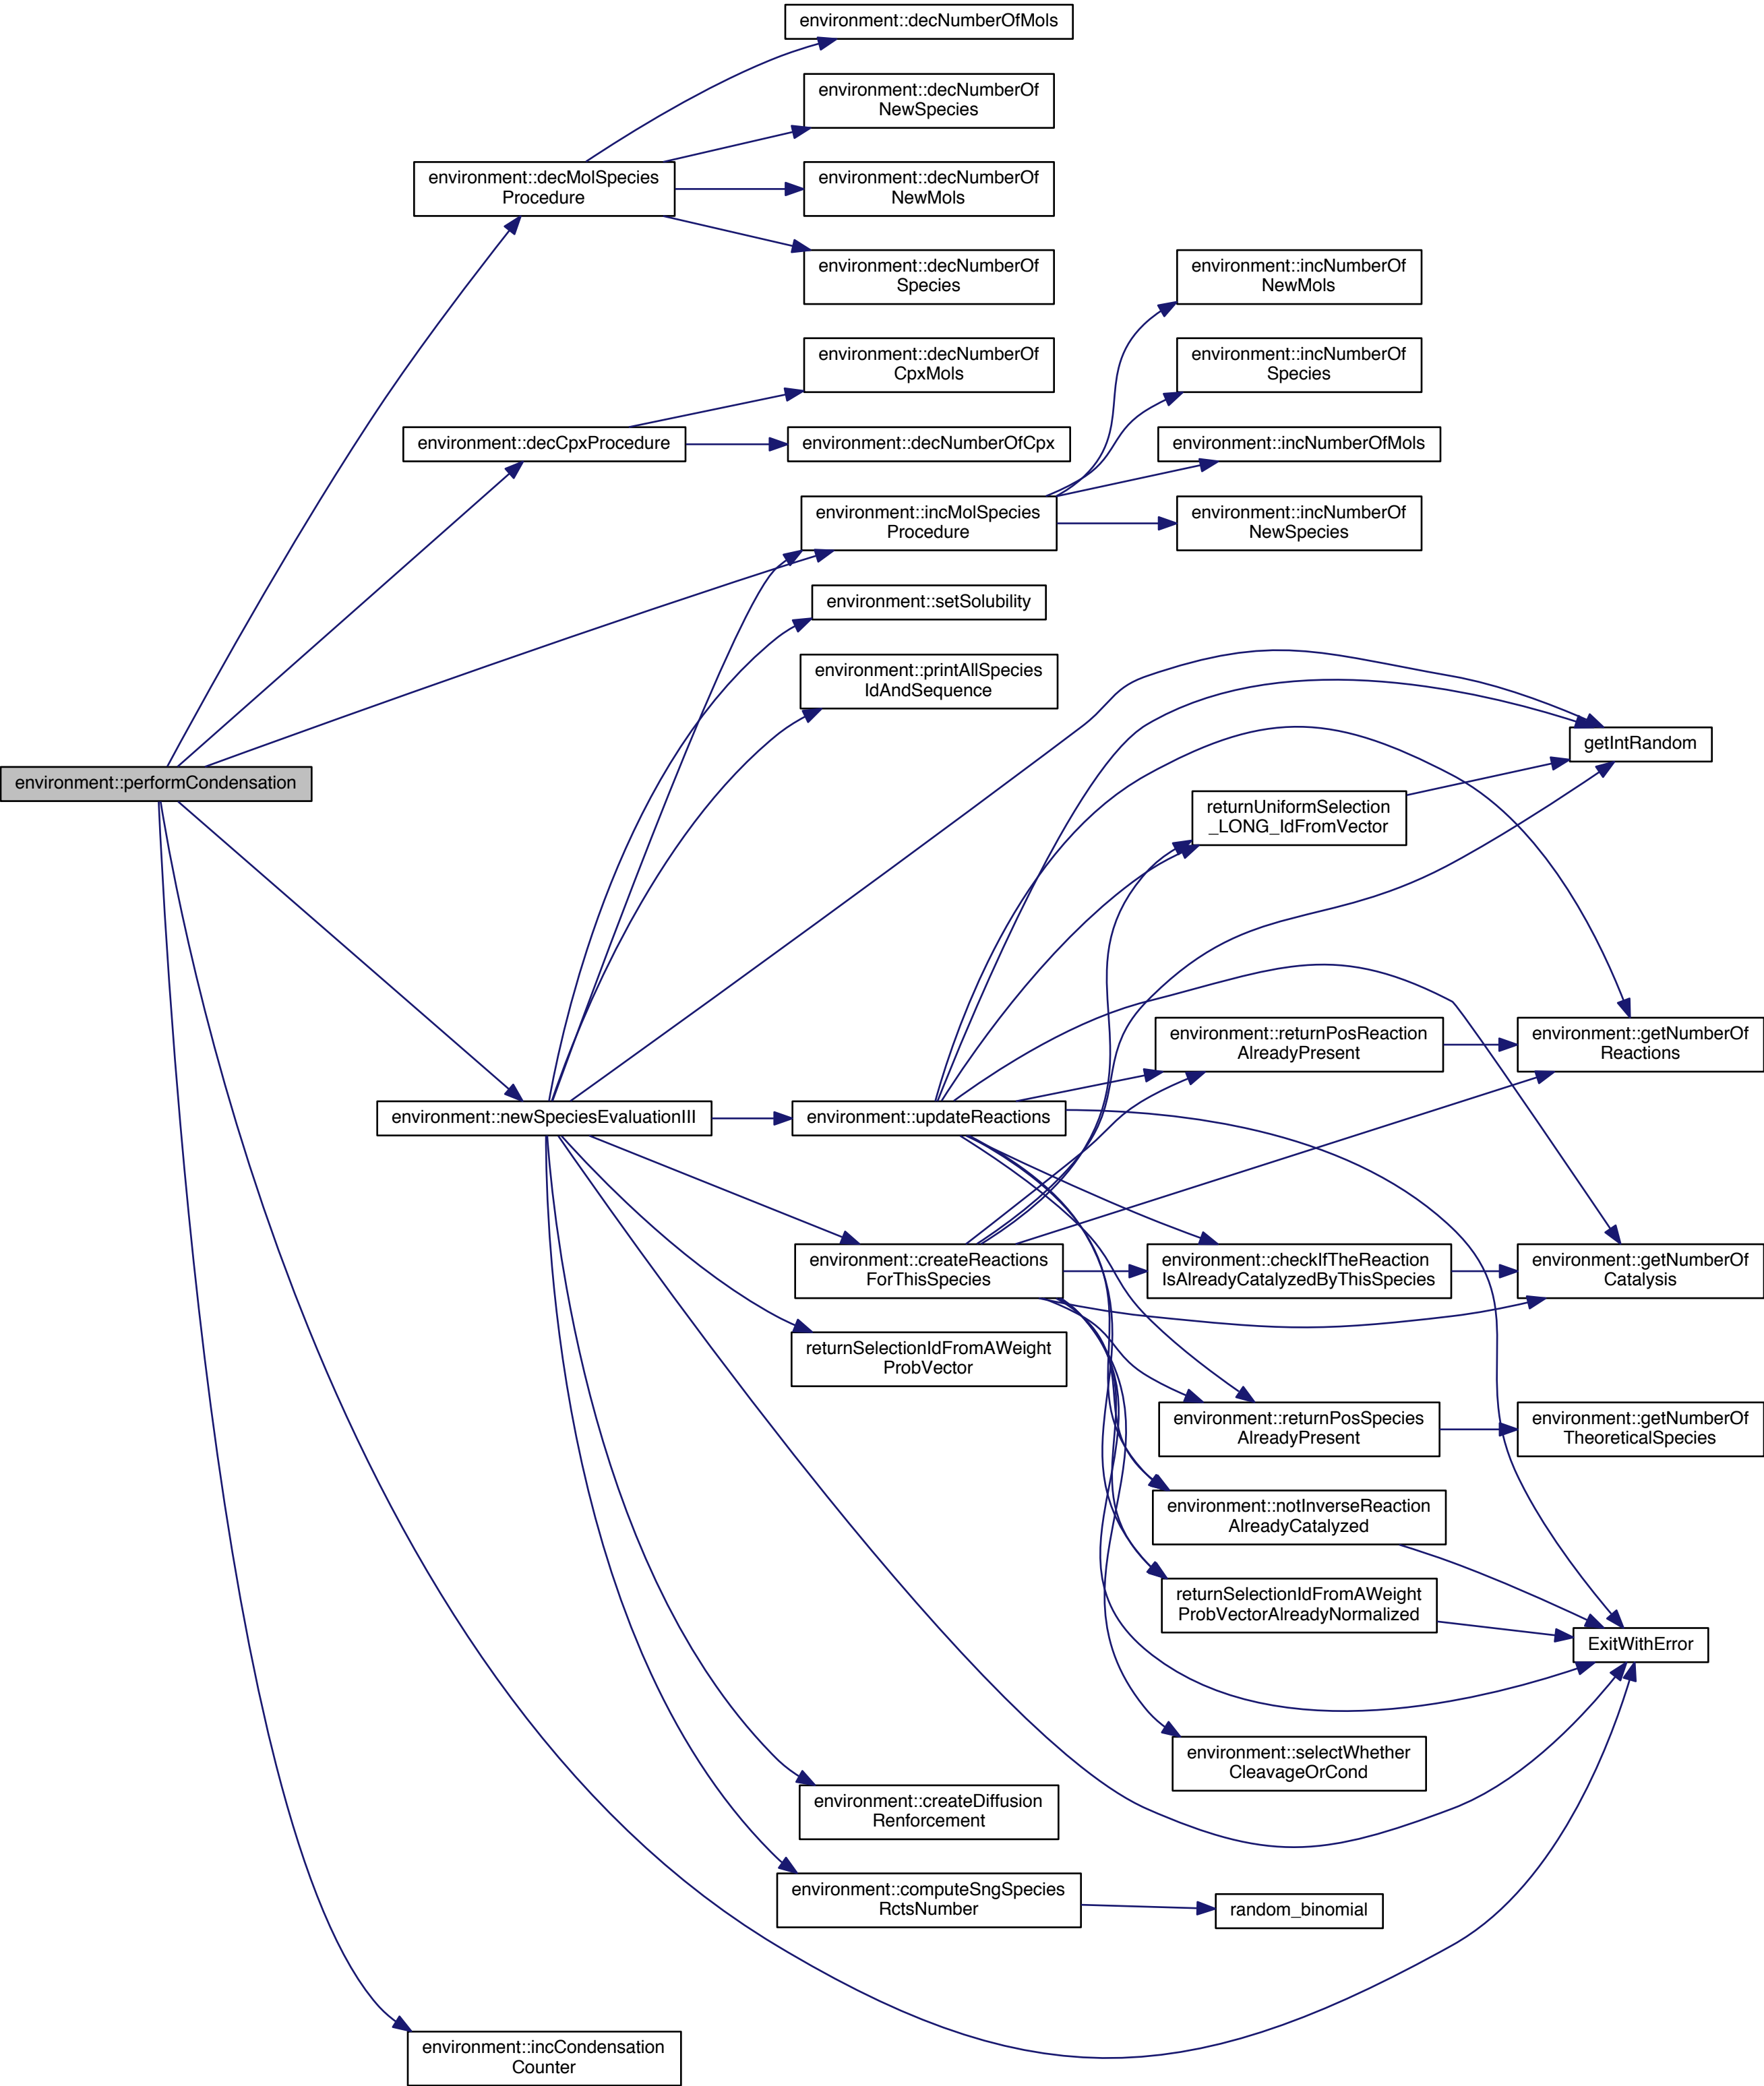 environment::decNumberOfMols
environment::decNumberOf
NewSpecies
environment::decMolSpecies
Procedure
environment::decNumberOf
NewMols
environment::decNumberOf
Species
environment::incNumberOf
NewMols
environment::decNumberOf
CpxMols
environment::incNumberOf
Species
environment::decCpxProcedure
environment::decNumberOfCpx
environment::incNumberOfMols
environment::incMolSpecies
Procedure
environment::incNumberOf
NewSpecies
environment::setSolubility
environment::printAllSpecies
IdAndSequence
getIntRandom
environment::performCondensation
returnUniformSelection
_LONG_IdFromVector
environment::returnPosReaction
AlreadyPresent
environment::getNumberOf
Reactions
environment::newSpeciesEvaluationIII
environment::updateReactions
environment::createReactions
ForThisSpecies
environment::checkIfTheReaction
IsAlreadyCatalyzedByThisSpecies
environment::getNumberOf
Catalysis
returnSelectionIdFromAWeight
ProbVector
environment::returnPosSpecies
AlreadyPresent
environment::getNumberOf
TheoreticalSpecies
environment::notInverseReaction
AlreadyCatalyzed
returnSelectionIdFromAWeight
ProbVectorAlreadyNormalized
ExitWithError
environment::selectWhether
CleavageOrCond
environment::createDiffusion
Renforcement
environment::computeSngSpecies
RctsNumber
random_binomial
environment::incCondensation
Counter